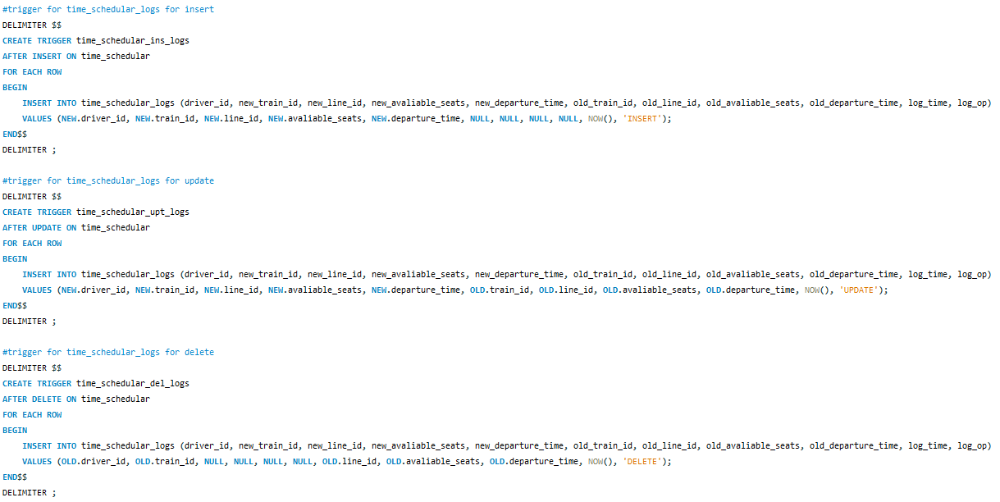 #trigger for time_schedular_logs for insert
DELIMITER $$
CREATE TRIGGER time_schedular_ins_logs
AFTER INSERT ON time_schedular
FOR EACH ROW
BEGIN
    INSERT INTO time_schedular_logs (driver_id, new_train_id, new_line_id, new_avaliable_seats, new_departure_time, old_train_id, old_line_id, old_avaliable_seats, old_departure_time, log_time, log_op)
    VALUES (NEW.driver_id, NEW.train_id, NEW.line_id, NEW.avaliable_seats, NEW.departure_time, NULL, NULL, NULL, NULL, NOW(), 'INSERT');
END$$
DELIMITER ;

#trigger for time_schedular_logs for update
DELIMITER $$
CREATE TRIGGER time_schedular_upt_logs
AFTER UPDATE ON time_schedular
FOR EACH ROW
BEGIN
    INSERT INTO time_schedular_logs (driver_id, new_train_id, new_line_id, new_avaliable_seats, new_departure_time, old_train_id, old_line_id, old_avaliable_seats, old_departure_time, log_time, log_op)
    VALUES (NEW.driver_id, NEW.train_id, NEW.line_id, NEW.avaliable_seats, NEW.departure_time, OLD.train_id, OLD.line_id, OLD.avaliable_seats, OLD.departure_time, NOW(), 'UPDATE');
END$$
DELIMITER ;

#trigger for time_schedular_logs for delete
DELIMITER $$
CREATE TRIGGER time_schedular_del_logs
AFTER DELETE ON time_schedular
FOR EACH ROW
BEGIN
    INSERT INTO time_schedular_logs (driver_id, new_train_id, new_line_id, new_avaliable_seats, new_departure_time, old_train_id, old_line_id, old_avaliable_seats, old_departure_time, log_time, log_op)
    VALUES (OLD.driver_id, OLD.train_id, NULL, NULL, NULL, NULL, OLD.line_id, OLD.avaliable_seats, OLD.departure_time, NOW(), 'DELETE');
END$$
DELIMITER ;